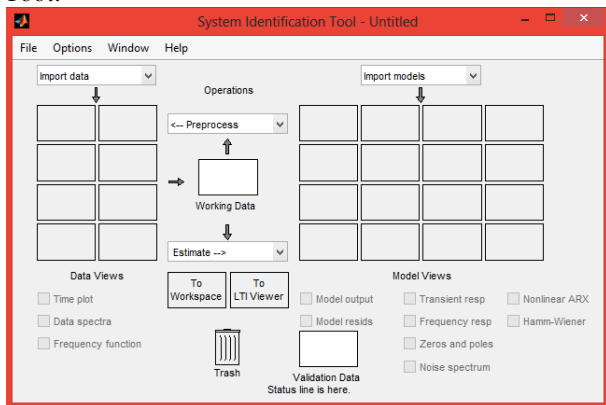 System Identification Tool - Untitled
File Options Window Help
Import data
Operations
Import models
<-- Preprocess
Working Data
Estimate -->
Data Views
To Workspace
To LTI Viewer
Model Views
Time plot
Data spectra
Frequency function
Model output
Model resids
Transient resp
Frequency resp
Zeros and poles
Noise spectrum
Nonlinear ARX
Hamm-Wiener
Trash
Validation Data
Status line is here.